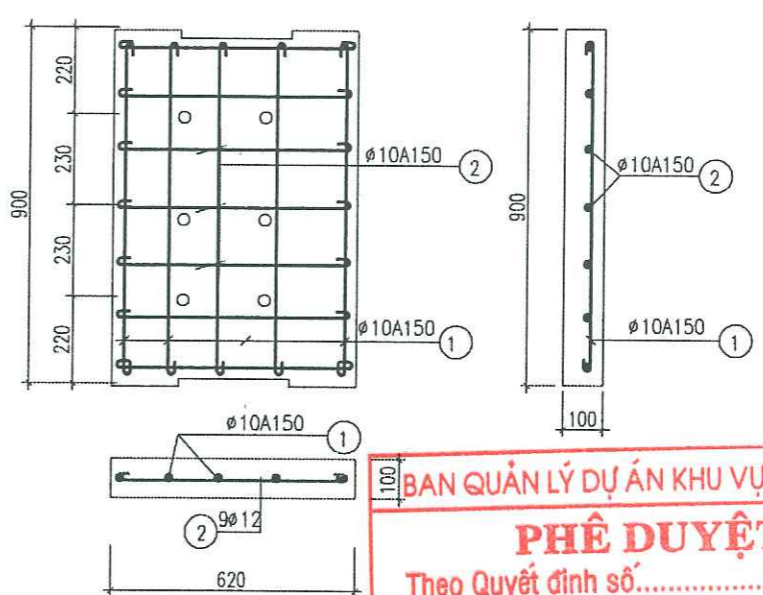 220
230
230
220
900
ø10A150 2
ø10A150 1
900
ø10A150 2
ø10A150 1
100
ø10A150 1
100
2 9ø12
620
BAN QUẢN LÝ DỰ ÁN KHU VỰ
PHÊ DUYỆT
Theo Quyết định số.................